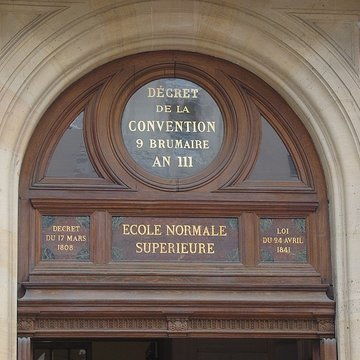 DÉCRET
DE LA
CONVENTION
9 BRUMAIRE
AN III
DECRET
DU 17 MARS
1808
ECOLE NORMALE
SUPERIEURE
LOI
DU 24 AVRIL
1841